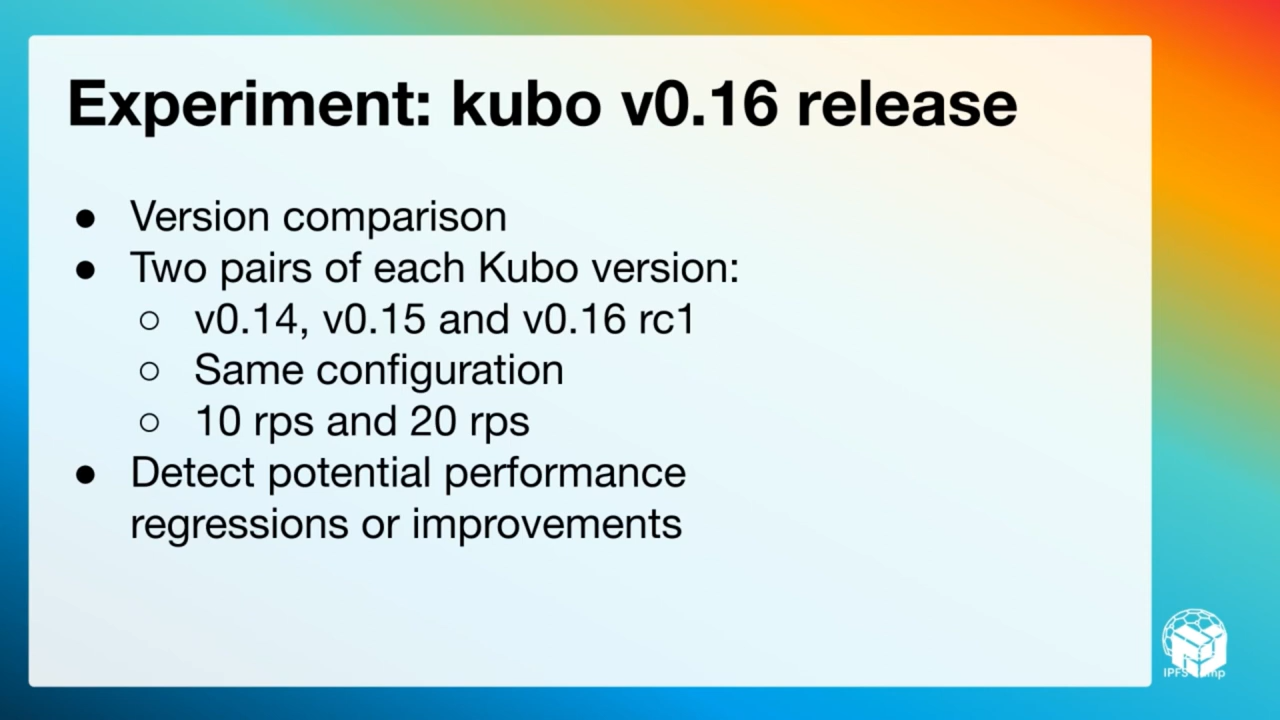 Experiment: kubo v0.16 release
● Version comparison
● Two pairs of each Kubo version:
○ v0.14, v0.15 and v0.16 rc1
○ Same configuration
○ 10 rps and 20 rps
● Detect potential performance
regressions or improvements
IPFS